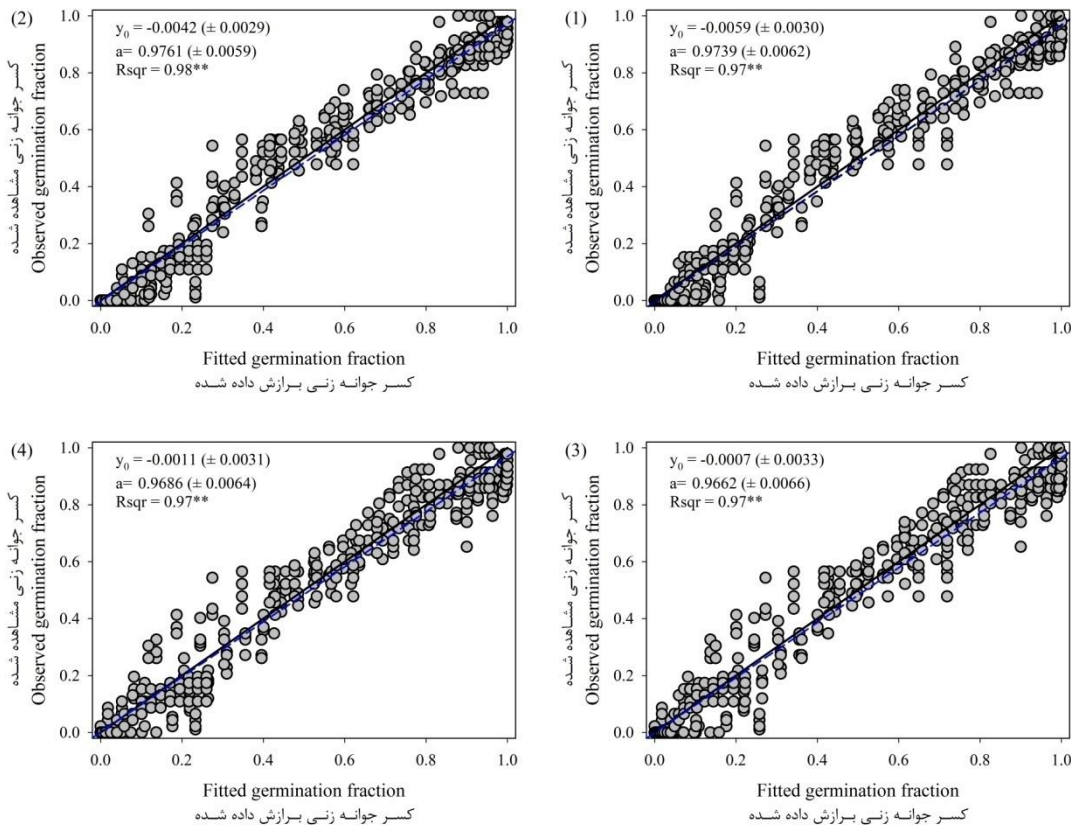 (2)
y0 = -0.0042 (± 0.0029)
a= 0.9761 (± 0.0059)
Rsqr = 0.98**
1.0
0.8
0.6
0.4
0.2
0.0
کسر جوانه زنی مشاهده شده
Observed germination fraction
0.0 0.2 0.4 0.6 0.8 1.0
Fitted germination fraction
کسر جوانه زنی برازش داده شده
(1)
y0 = -0.0059 (± 0.0030)
a= 0.9739 (± 0.0062)
Rsqr = 0.97**
1.0
0.8
0.6
0.4
0.2
0.0
کسر جوانه زنی مشاهده شده
Observed germination fraction
0.0 0.2 0.4 0.6 0.8 1.0
Fitted germination fraction
کسر جوانه زنی برازش داده شده
(4)
y0 = -0.0011 (± 0.0031)
a= 0.9686 (± 0.0064)
Rsqr = 0.97**
1.0
0.8
0.6
0.4
0.2
0.0
کسر جوانه زنی مشاهده شده
Observed germination fraction
0.0 0.2 0.4 0.6 0.8 1.0
Fitted germination fraction
کسر جوانه زنی برازش داده شده
(3)
y0 = -0.0007 (± 0.0033)
a= 0.9662 (± 0.0066)
Rsqr = 0.97**
1.0
0.8
0.6
0.4
0.2
0.0
کسر جوانه زنی مشاهده شده
Observed germination fraction
0.0 0.2 0.4 0.6 0.8 1.0
Fitted germination fraction
کسر جوانه زنی برازش داده شده